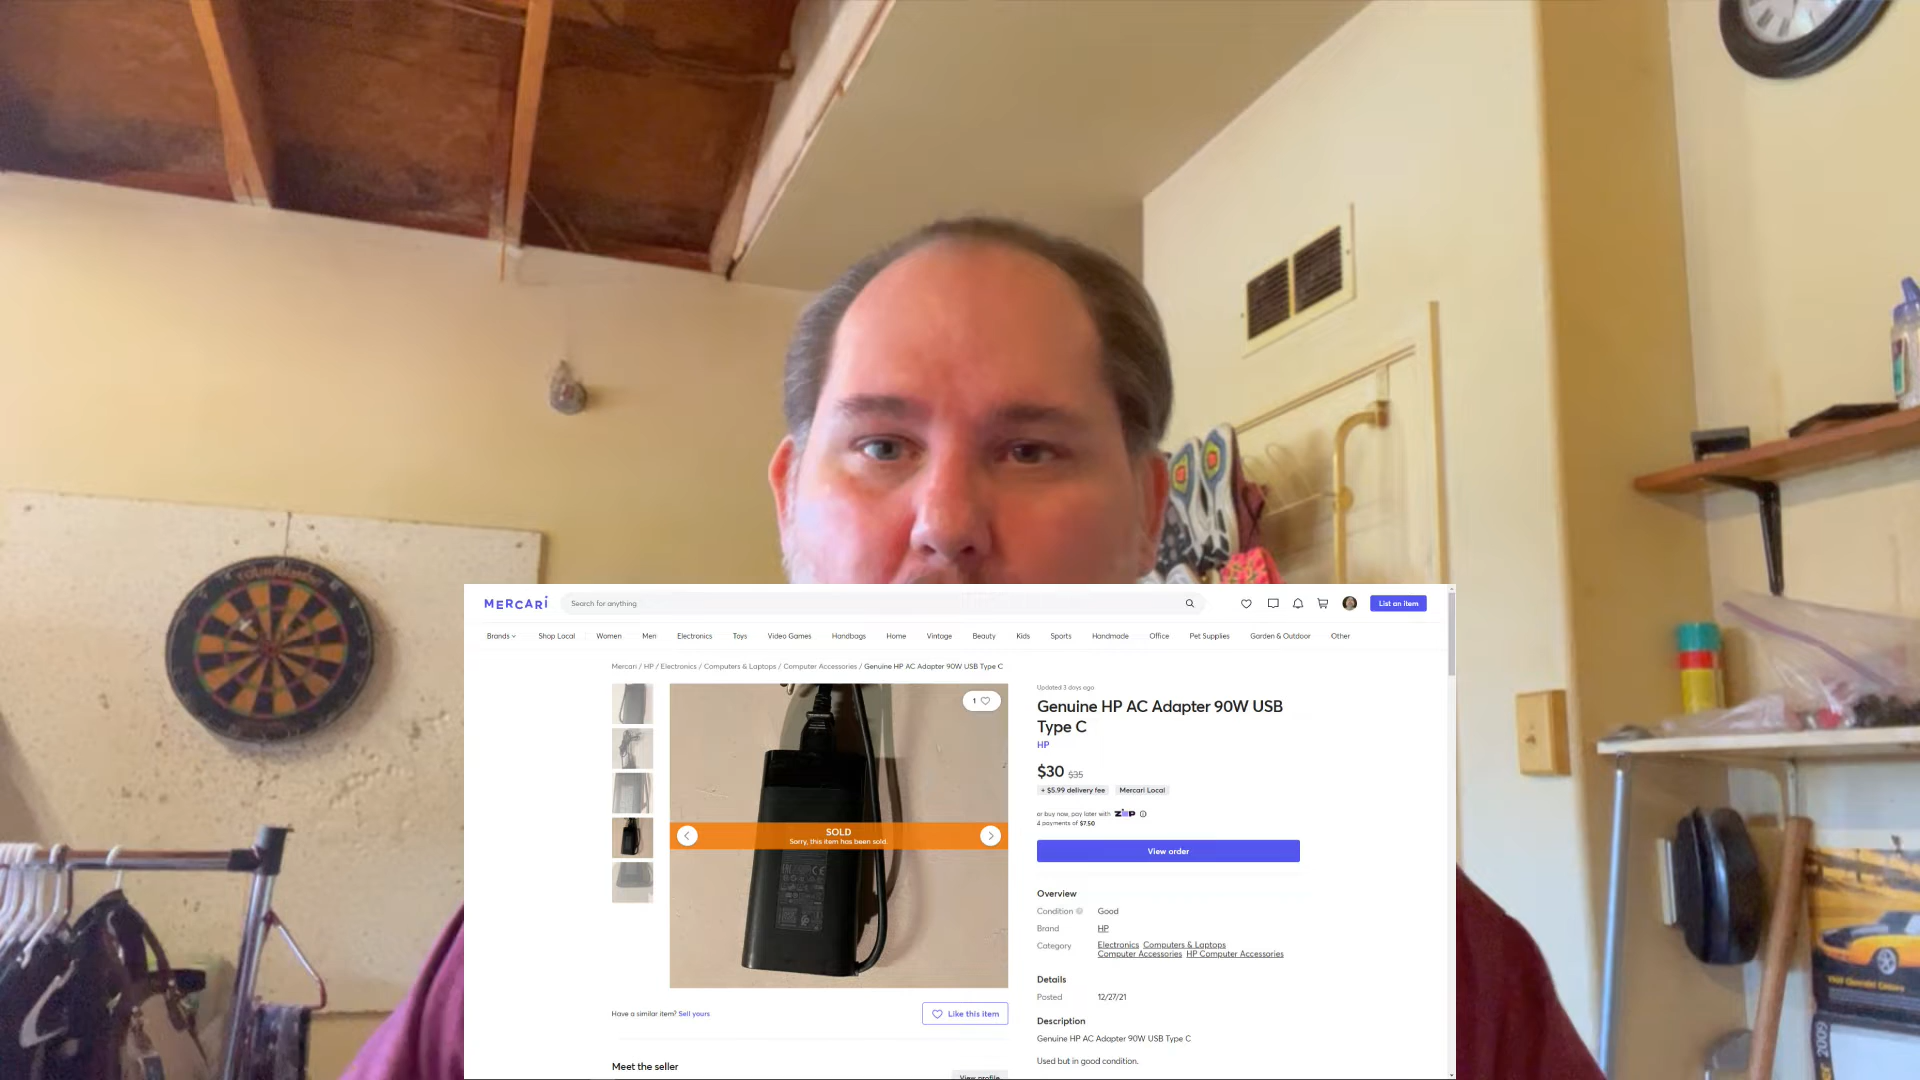 TOURNAMENT
MERCARI
Search for anything
List an item
Brands
Shop Local
Women
Men
Electronics
Toys
Video Games
Handbags
Home
Vintage
Beauty
Kids
Sports
Handmade
Office
Pet Supplies
Garden & Outdoor
Other
Mercari / HP / Electronics / Computers & Laptops / Computer Accessories / Genuine HP AC Adapter 90W USB Type C
1
SOLD
Sorry, this item has been sold.
Have a similar item? Sell yours
Like this item
Meet the seller
View profile
Updated 3 days ago
Genuine HP AC Adapter 90W USB
Type C
HP
$30 $35
+ $5.99 delivery fee
Mercari Local
or buy now, pay later with Zip
4 payments of $7.50
View order
Overview
Condition Good
Brand HP
Category Electronics Computers & Laptops
Computer Accessories HP Computer Accessories
Details
Posted 12/27/21
Description
Genuine HP AC Adapter 90W USB Type C
Used but in good condition.
2009